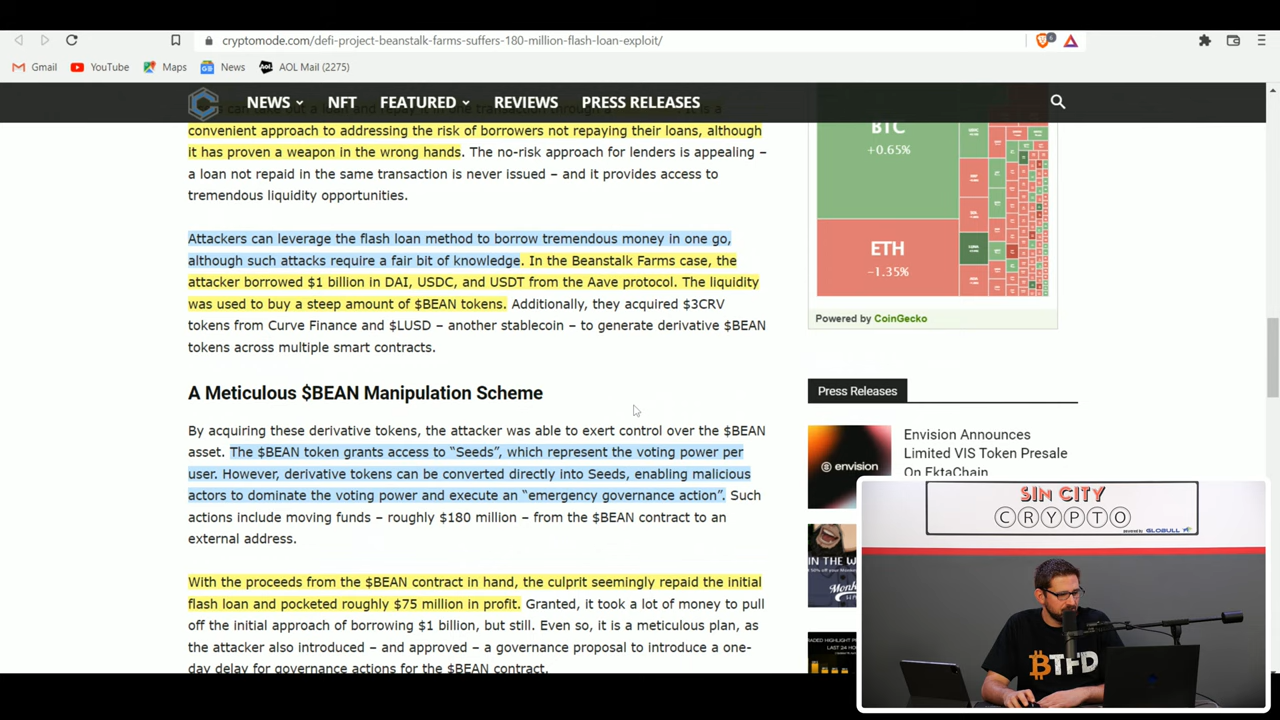 cryptomode.com/defi-project-beanstalk-farms-suffers-180-million-flash-loan-exploit/
6
Gmail
YouTube
Maps
News
AOL Mail (2275)
NEWS
NFT
FEATURED
REVIEWS
PRESS RELEASES
convenient approach to addressing the risk of borrowers not repaying their loans, although
it has proven a weapon in the wrong hands. The no-risk approach for lenders is appealing –
a loan not repaid in the same transaction is never issued – and it provides access to
tremendous liquidity opportunities.
Attackers can leverage the flash loan method to borrow tremendous money in one go,
although such attacks require a fair bit of knowledge. In the Beanstalk Farms case, the
attacker borrowed $1 billion in DAI, USDC, and USDT from the Aave protocol. The liquidity
was used to buy a steep amount of $BEAN tokens. Additionally, they acquired $3CRV
tokens from Curve Finance and $LUSD – another stablecoin – to generate derivative $BEAN
tokens across multiple smart contracts.
A Meticulous $BEAN Manipulation Scheme
By acquiring these derivative tokens, the attacker was able to exert control over the $BEAN
asset. The $BEAN token grants access to “Seeds”, which represent the voting power per
user. However, derivative tokens can be converted directly into Seeds, enabling malicious
actors to dominate the voting power and execute an “emergency governance action”. Such
actions include moving funds – roughly $180 million – from the $BEAN contract to an
external address.
With the proceeds from the $BEAN contract in hand, the culprit seemingly repaid the initial
flash loan and pocketed roughly $75 million in profit. Granted, it took a lot of money to pull
off the initial approach of borrowing $1 billion, but still. Even so, it is a meticulous plan, as
the attacker also introduced – and approved – a governance proposal to introduce a one-
day delay for governance actions for the $BEAN contract.
BTC
+0.65%
ETH
-1.35%
Powered by CoinGecko
Press Releases
envision
Envision Announces
Limited VIS Token Presale
On EktaChain
IN THE W
SIN CITY
CRYPTO
powered by GLOBULL
BTFD